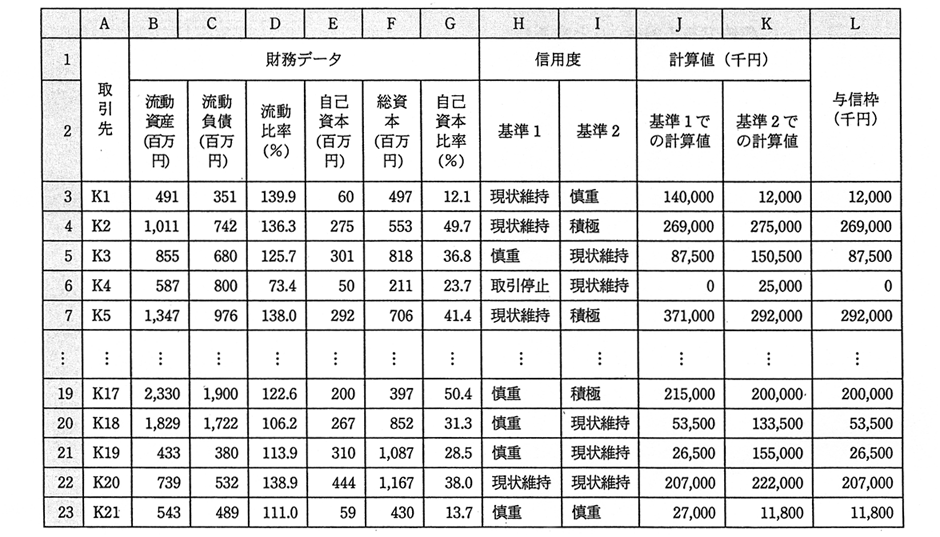 A B C D E F G H I J K L
1 取引先 財務データ 信用度 計算値（千円） 与信枠（千円）
2 流動資産(百万円) 流動負債(百万円) 流動比率(%) 自己資本(百万円) 総資本(百万円) 自己資本比率(%) 基準1 基準2 基準1での計算値 基準2での計算値
3 K1 491 351 139.9 60 497 12.1 現状維持 慎重 140,000 12,000 12,000
4 K2 1,011 742 136.3 275 553 49.7 現状維持 積極 269,000 275,000 269,000
5 K3 855 680 125.7 301 818 36.8 慎重 現状維持 87,500 150,500 87,500
6 K4 587 800 73.4 50 211 23.7 取引停止 現状維持 0 25,000 0
7 K5 1,347 976 138.0 292 706 41.4 現状維持 積極 371,000 292,000 292,000
⋮ ⋮ ⋮ ⋮ ⋮ ⋮ ⋮ ⋮ ⋮ ⋮ ⋮ ⋮ ⋮
19 K17 2,330 1,900 122.6 200 397 50.4 慎重 積極 215,000 200,000 200,000
20 K18 1,829 1,722 106.2 267 852 31.3 慎重 現状維持 53,500 133,500 53,500
21 K19 433 380 113.9 310 1,087 28.5 慎重 現状維持 26,500 155,000 26,500
22 K20 739 532 138.9 444 1,167 38.0 現状維持 現状維持 207,000 222,000 207,000
23 K21 543 489 111.0 59 430 13.7 慎重 慎重 27,000 11,800 11,800